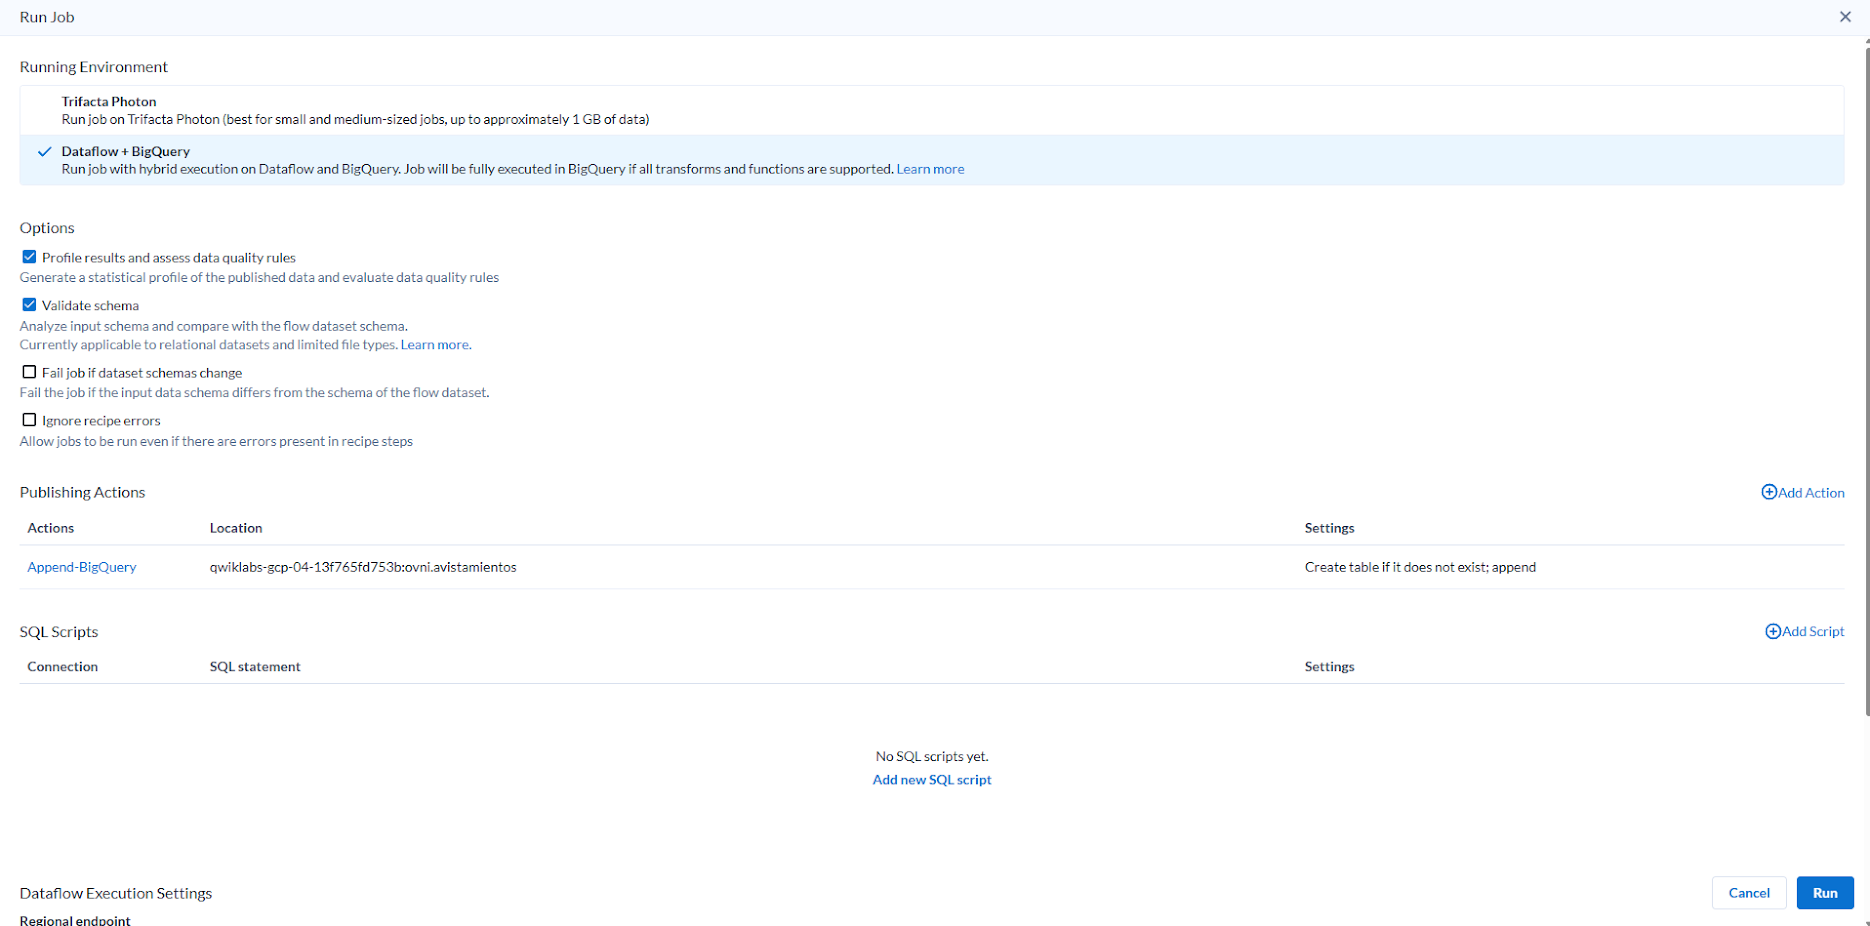 Run Job
Running Environment
Trifacta Photon
Run job on Trifacta Photon (best for small and medium-sized jobs, up to approximately 1 GB of data)
Dataflow + BigQuery
Run job with hybrid execution on Dataflow and BigQuery. Job will be fully executed in BigQuery if all transforms and functions are supported. Learn more
Options
Profile results and assess data quality rules
Generate a statistical profile of the published data and evaluate data quality rules
Validate schema
Analyze input schema and compare with the flow dataset schema.
Currently applicable to relational datasets and limited file types. Learn more.
Fail job if dataset schemas change
Fail the job if the input data schema differs from the schema of the flow dataset.
Ignore recipe errors
Allow jobs to be run even if there are errors present in recipe steps
Publishing Actions
Add Action
Actions Location Settings
Append-BigQuery qwiklabs-gcp-04-13f765fd753b:ovni.avistamientos Create table if it does not exist; append
SQL Scripts
Add Script
Connection SQL statement Settings
No SQL scripts yet.
Add new SQL script
Dataflow Execution Settings
Cancel Run
Regional endpoint